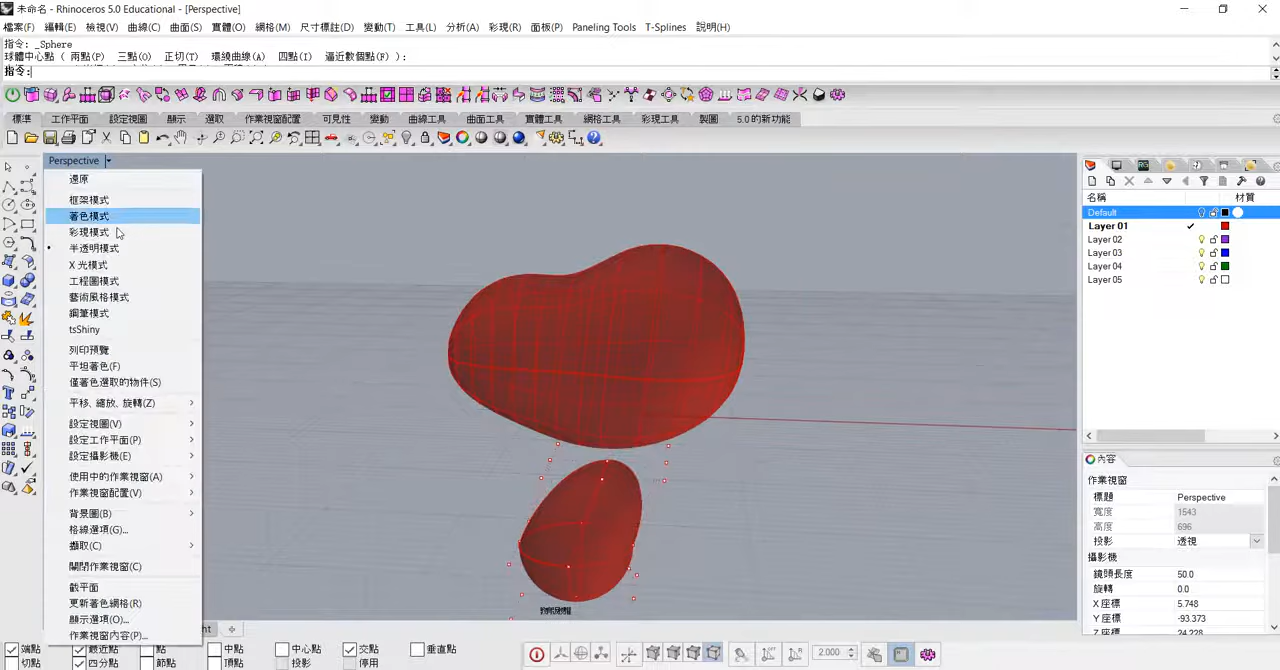 未命名 - Rhinoceros 5.0 Educational - [Perspective]
檔案(F) 編輯(E) 檢視(V) 曲線(C) 曲面(S) 實體(O) 網格(M) 尺寸標註(D) 變動(T) 工具(L) 分析(A) 彩現(R) 面板(P) Paneling Tools T-Splines 說明(H)
指令: _Sphere
球體中心點 ( 兩點(P) 三點(O) 正切(T) 環繞曲線(A) 四點(I) 逼近數個點(F) ):
指令:
標準 工作平面 設定視圖 顯示 選取 作業視窗配置 可見性 變動 曲線工具 曲面工具 實體工具 網格工具 彩現工具 製圖 5.0 的新功能
Perspective
還原
框架模式
著色模式
彩現模式
半透明模式
X 光模式
工程圖模式
藝術風格模式
鋼筆模式
tsShiny
列印預覽
平坦著色(F)
僅著色選取的物件(S)
平移, 縮放, 旋轉(Z)
設定視圖(V)
設定工作平面(P)
設定攝影機(E)
使用中的作業視窗(A)
作業視窗配置(V)
背景圖(B)
格線選項(G)...
擷取(C)
關閉作業視窗(C)
截平面
更新著色網格(R)
顯示選項(O)...
作業視窗內容(P)...
名稱 材質
Default
Layer 01
Layer 02
Layer 03
Layer 04
Layer 05
內容
作業視窗
標題 Perspective
寬度 1543
高度 696
投影 透視
攝影機
鏡頭長度 50.0
旋轉 0.0
X 座標 5.748
Y 座標 -93.373
Z 座標 24.228
ht
端點 最近點 點 中點 中心點 交點 垂直點
切點 四分點 節點 頂點 投影 停用
2.000